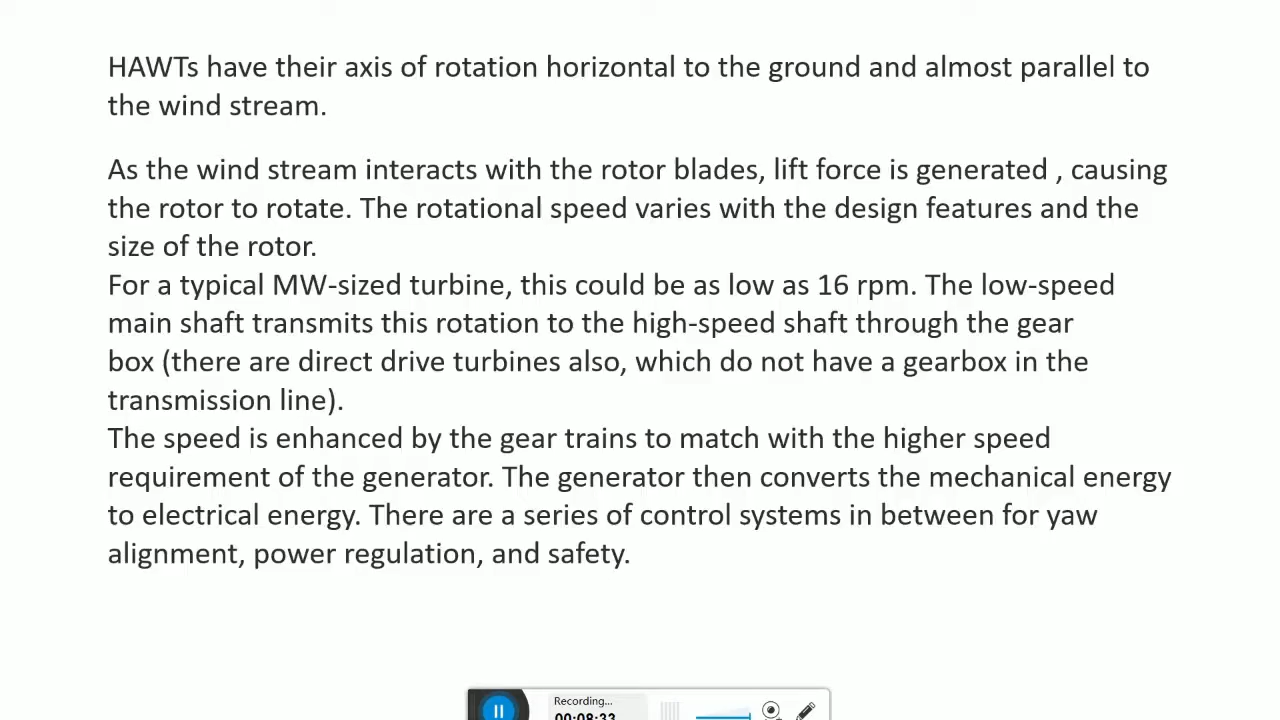 HAWTs have their axis of rotation horizontal to the ground and almost parallel to
the wind stream.
As the wind stream interacts with the rotor blades, lift force is generated , causing
the rotor to rotate. The rotational speed varies with the design features and the
size of the rotor.
For a typical MW-sized turbine, this could be as low as 16 rpm. The low-speed
main shaft transmits this rotation to the high-speed shaft through the gear
box (there are direct drive turbines also, which do not have a gearbox in the
transmission line).
The speed is enhanced by the gear trains to match with the higher speed
requirement of the generator. The generator then converts the mechanical energy
to electrical energy. There are a series of control systems in between for yaw
alignment, power regulation, and safety.
Recording...
00:08:33